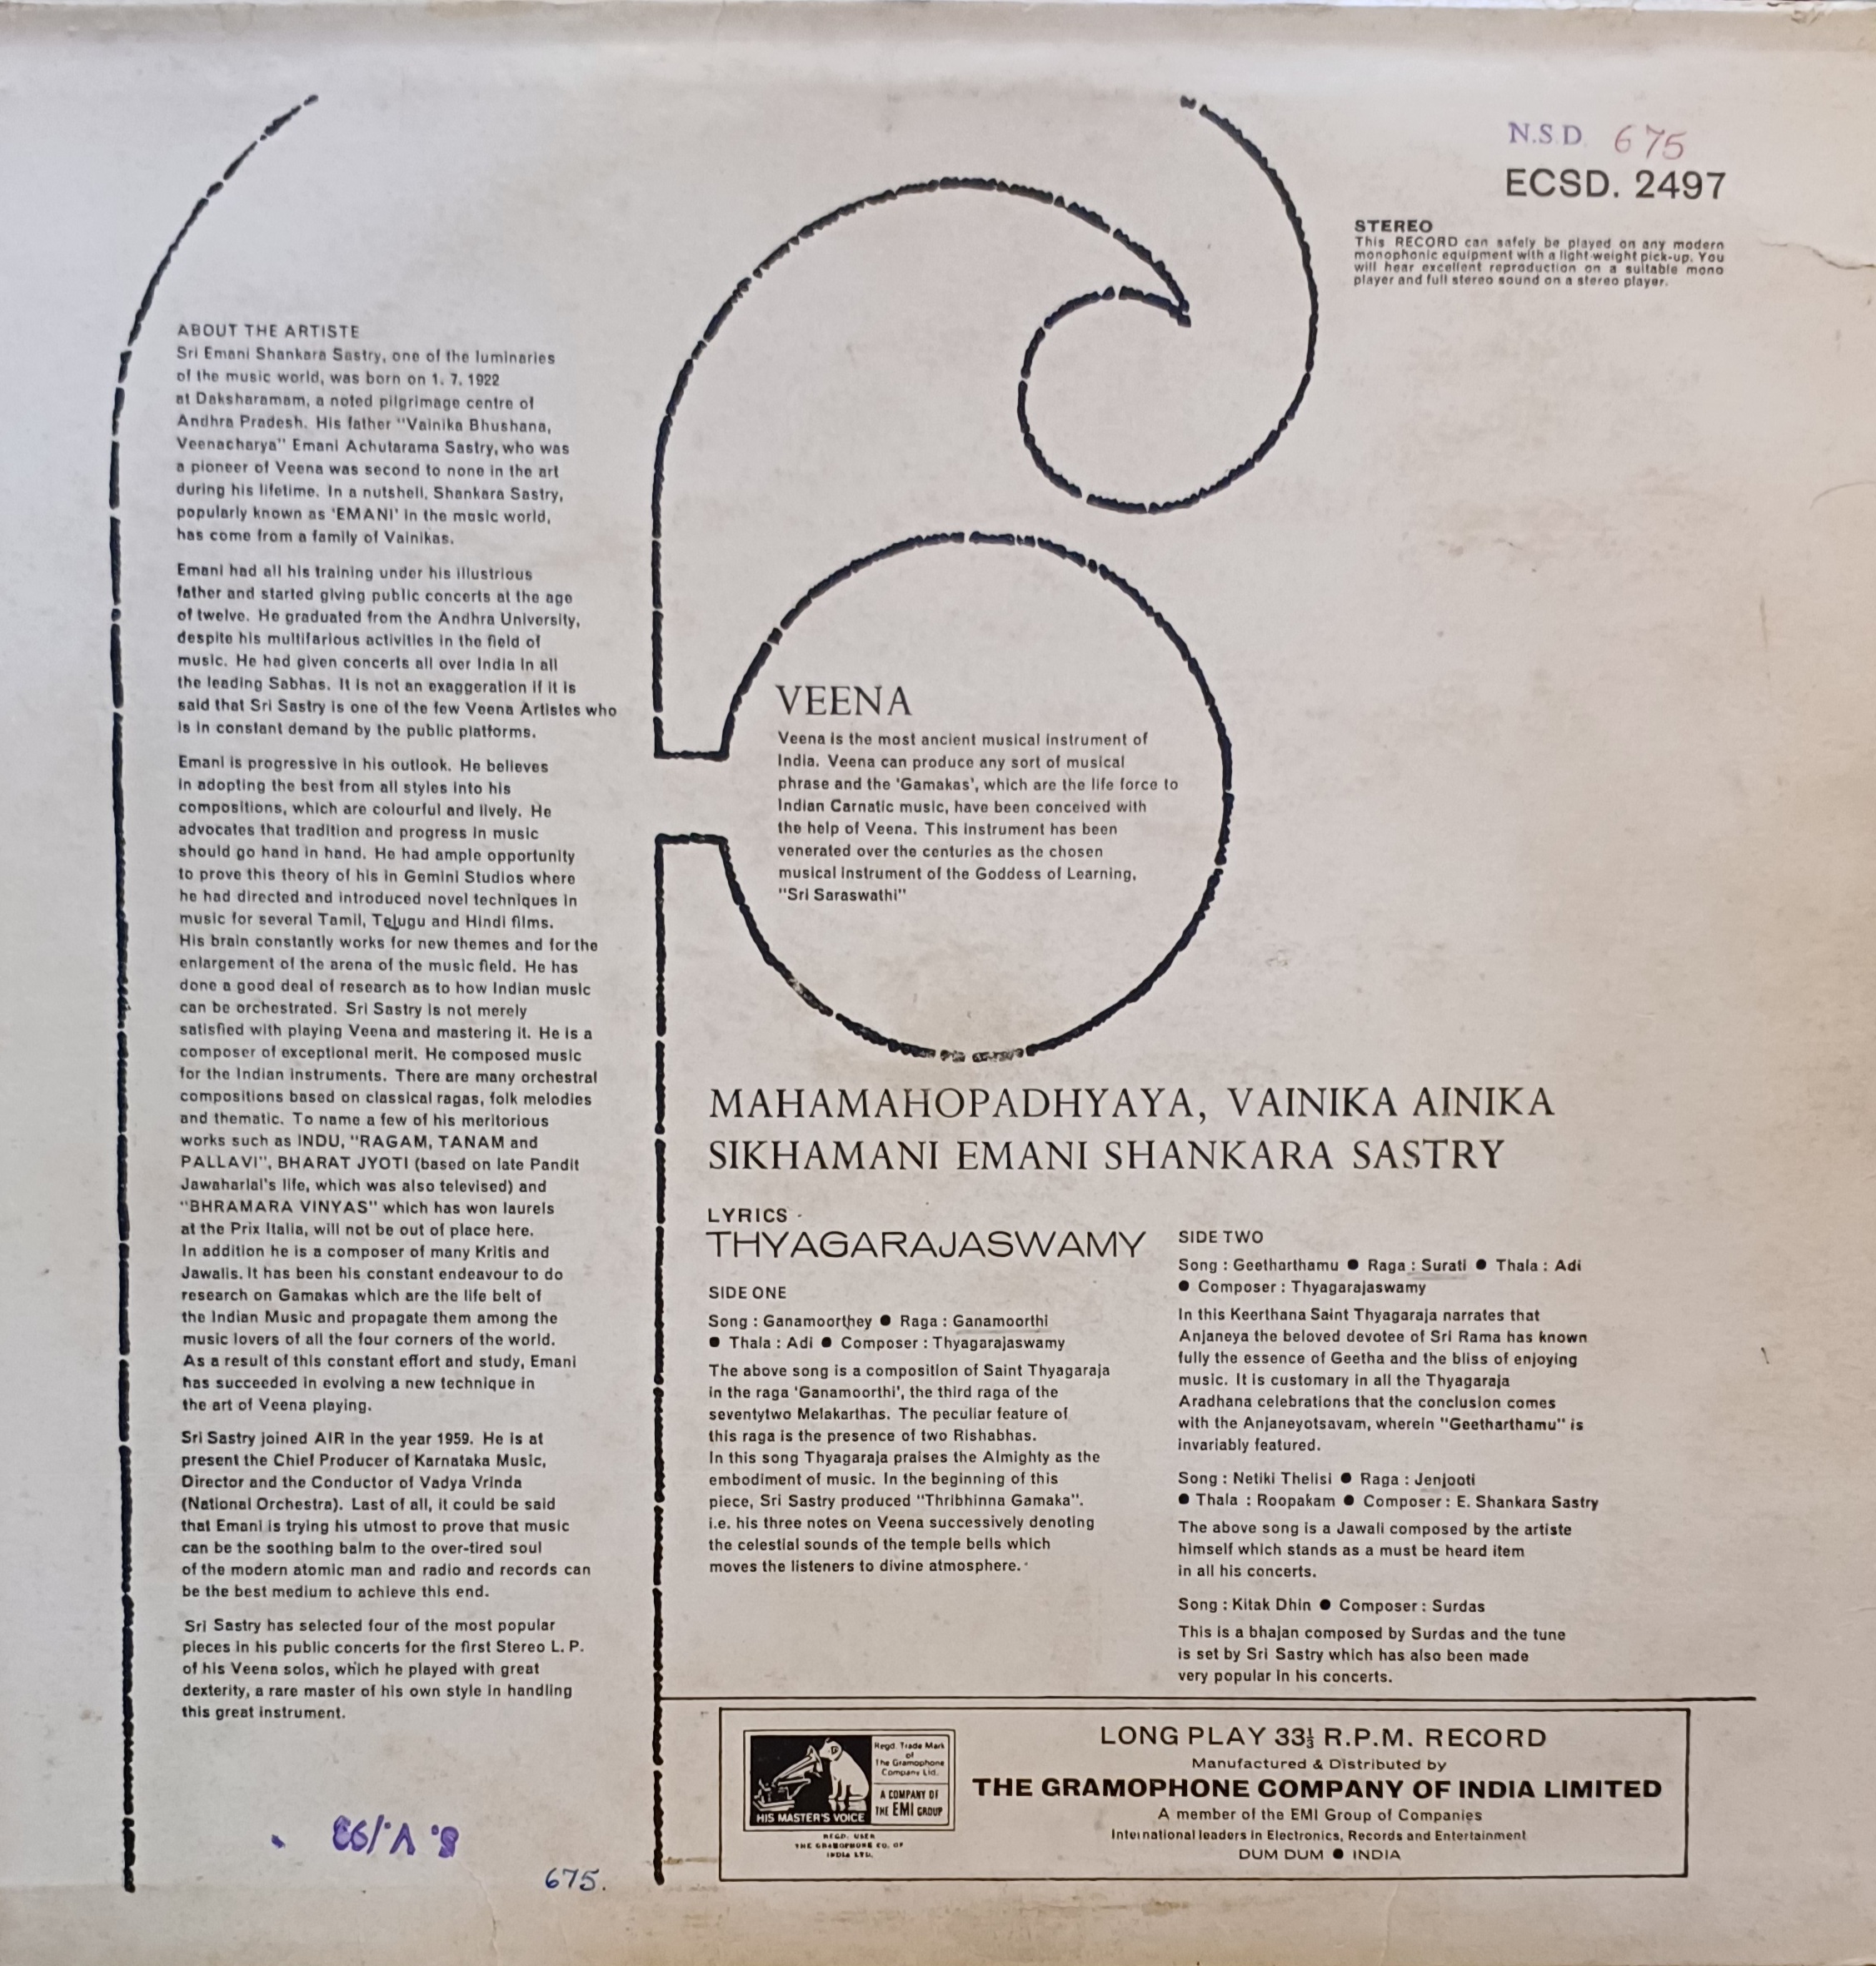 N.S.D. 675
ECSD. 2497
STEREO
This RECORD can safely be played on any modern
monophonic equipment with a light-weight pick-up. You
will hear excellent reproduction on a suitable mono
player and full stereo sound on a stereo player.
ABOUT THE ARTISTE
Sri Emani Shankara Sastry, one of the luminaries
of the music world, was born on 1. 7. 1922
at Daksharamam, a noted pilgrimage centre of
Andhra Pradesh. His father "Vainika Bhushana,
Veenacharya" Emani Achutarama Sastry, who was
a pioneer of Veena was second to none in the art
during his lifetime. In a nutshell, Shankara Sastry,
popularly known as 'EMANI' in the music world,
has come from a family of Vainikas.
Emani had all his training under his illustrious
father and started giving public concerts at the age
of twelve. He graduated from the Andhra University,
despite his multifarious activities in the field of
music. He had given concerts all over India in all
the leading Sabhas. It is not an exaggeration if it is
said that Sri Sastry is one of the few Veena Artistes who
is in constant demand by the public platforms.
Emani is progressive in his outlook. He believes
in adopting the best from all styles into his
compositions, which are colourful and lively. He
advocates that tradition and progress in music
should go hand in hand. He had ample opportunity
to prove this theory of his in Gemini Studios where
he had directed and introduced novel techniques in
music for several Tamil, Telugu and Hindi films.
His brain constantly works for new themes and for the
enlargement of the arena of the music field. He has
done a good deal of research as to how Indian music
can be orchestrated. Sri Sastry is not merely
satisfied with playing Veena and mastering it. He is a
composer of exceptional merit. He composed music
for the Indian instruments. There are many orchestral
compositions based on classical ragas, folk melodies
and thematic. To name a few of his meritorious
works such as INDU, "RAGAM, TANAM and
PALLAVI", BHARAT JYOTI (based on late Pandit
Jawaharlal's life, which was also televised) and
"BHRAMARA VINYAS" which has won laurels
at the Prix Italia, will not be out of place here.
In addition he is a composer of many Kritis and
Jawalis. It has been his constant endeavour to do
research on Gamakas which are the life belt of
the Indian Music and propagate them among the
music lovers of all the four corners of the world.
As a result of this constant effort and study, Emani
has succeeded in evolving a new technique in
the art of Veena playing.
Sri Sastry joined AIR in the year 1959. He is at
present the Chief Producer of Karnataka Music,
Director and the Conductor of Vadya Vrinda
(National Orchestra). Last of all, it could be said
that Emani is trying his utmost to prove that music
can be the soothing balm to the over-tired soul
of the modern atomic man and radio and records can
be the best medium to achieve this end.
Sri Sastry has selected four of the most popular
pieces in his public concerts for the first Stereo L. P.
of his Veena solos, which he played with great
dexterity, a rare master of his own style in handling
this great instrument.
675.
VEENA
Veena is the most ancient musical instrument of
India. Veena can produce any sort of musical
phrase and the 'Gamakas', which are the life force to
Indian Carnatic music, have been conceived with
the help of Veena. This instrument has been
venerated over the centuries as the chosen
musical instrument of the Goddess of Learning,
"Sri Saraswathi"
MAHAMAHOPADHYAYA, VAINIKA AINIKA
SIKHAMANI EMANI SHANKARA SASTRY
LYRICS
THYAGARAJASWAMY
SIDE ONE
Song : Ganamoorthey ● Raga : Ganamoorthi
● Thala : Adi ● Composer : Thyagarajaswamy
The above song is a composition of Saint Thyagaraja
in the raga 'Ganamoorthi', the third raga of the
seventytwo Melakarthas. The peculiar feature of
this raga is the presence of two Rishabhas.
In this song Thyagaraja praises the Almighty as the
embodiment of music. In the beginning of this
piece, Sri Sastry produced "Thribhinna Gamaka".
i.e. his three notes on Veena successively denoting
the celestial sounds of the temple bells which
moves the listeners to divine atmosphere.
SIDE TWO
Song : Geetharthamu ● Raga : Surati ● Thala : Adi
● Composer : Thyagarajaswamy
In this Keerthana Saint Thyagaraja narrates that
Anjaneya the beloved devotee of Sri Rama has known
fully the essence of Geetha and the bliss of enjoying
music. It is customary in all the Thyagaraja
Aradhana celebrations that the conclusion comes
with the Anjaneyotsavam, wherein "Geetharthamu" is
invariably featured.
Song : Netiki Thelisi ● Raga : Jenjooti
● Thala : Roopakam ● Composer : E. Shankara Sastry
The above song is a Jawali composed by the artiste
himself which stands as a must be heard item
in all his concerts.
Song : Kitak Dhin ● Composer : Surdas
This is a bhajan composed by Surdas and the tune
is set by Sri Sastry which has also been made
very popular in his concerts.
HIS MASTER'S VOICE
Regd. Trade Mark
of
The Gramophone
Company Ltd.
A COMPANY OF
THE EMI GROUP
REGD. USER
THE GRAMOPHONE CO. OF
INDIA LTD.
LONG PLAY 33⅓ R.P.M. RECORD
Manufactured & Distributed by
THE GRAMOPHONE COMPANY OF INDIA LIMITED
A member of the EMI Group of Companies
International leaders in Electronics, Records and Entertainment
DUM DUM ● INDIA